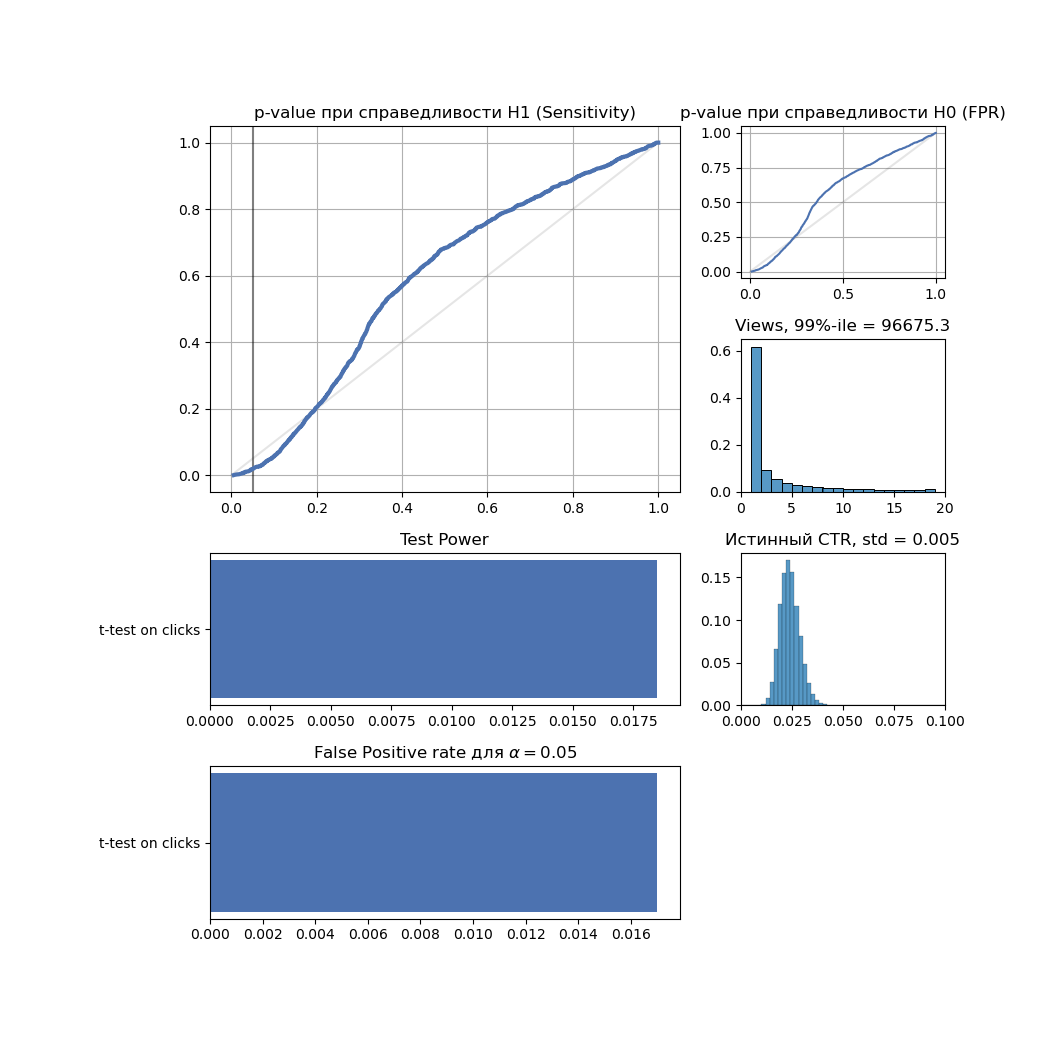 p-value при справедливости H1 (Sensitivity)
1.0
0.8
0.6
0.4
0.2
0.0
0.0 0.2 0.4 0.6 0.8 1.0
p-value при справедливости H0 (FPR)
1.00
0.75
0.50
0.25
0.00
0.0 0.5 1.0
Views, 99%-ile = 96675.3
0.6
0.4
0.2
0.0
0 5 10 15 20
Test Power
t-test on clicks
0.0000 0.0025 0.0050 0.0075 0.0100 0.0125 0.0150 0.0175
Истинный CTR, std = 0.005
0.15
0.10
0.05
0.00
0.000 0.025 0.050 0.075 0.100
False Positive rate для α = 0.05
t-test on clicks
0.000 0.002 0.004 0.006 0.008 0.010 0.012 0.014 0.016